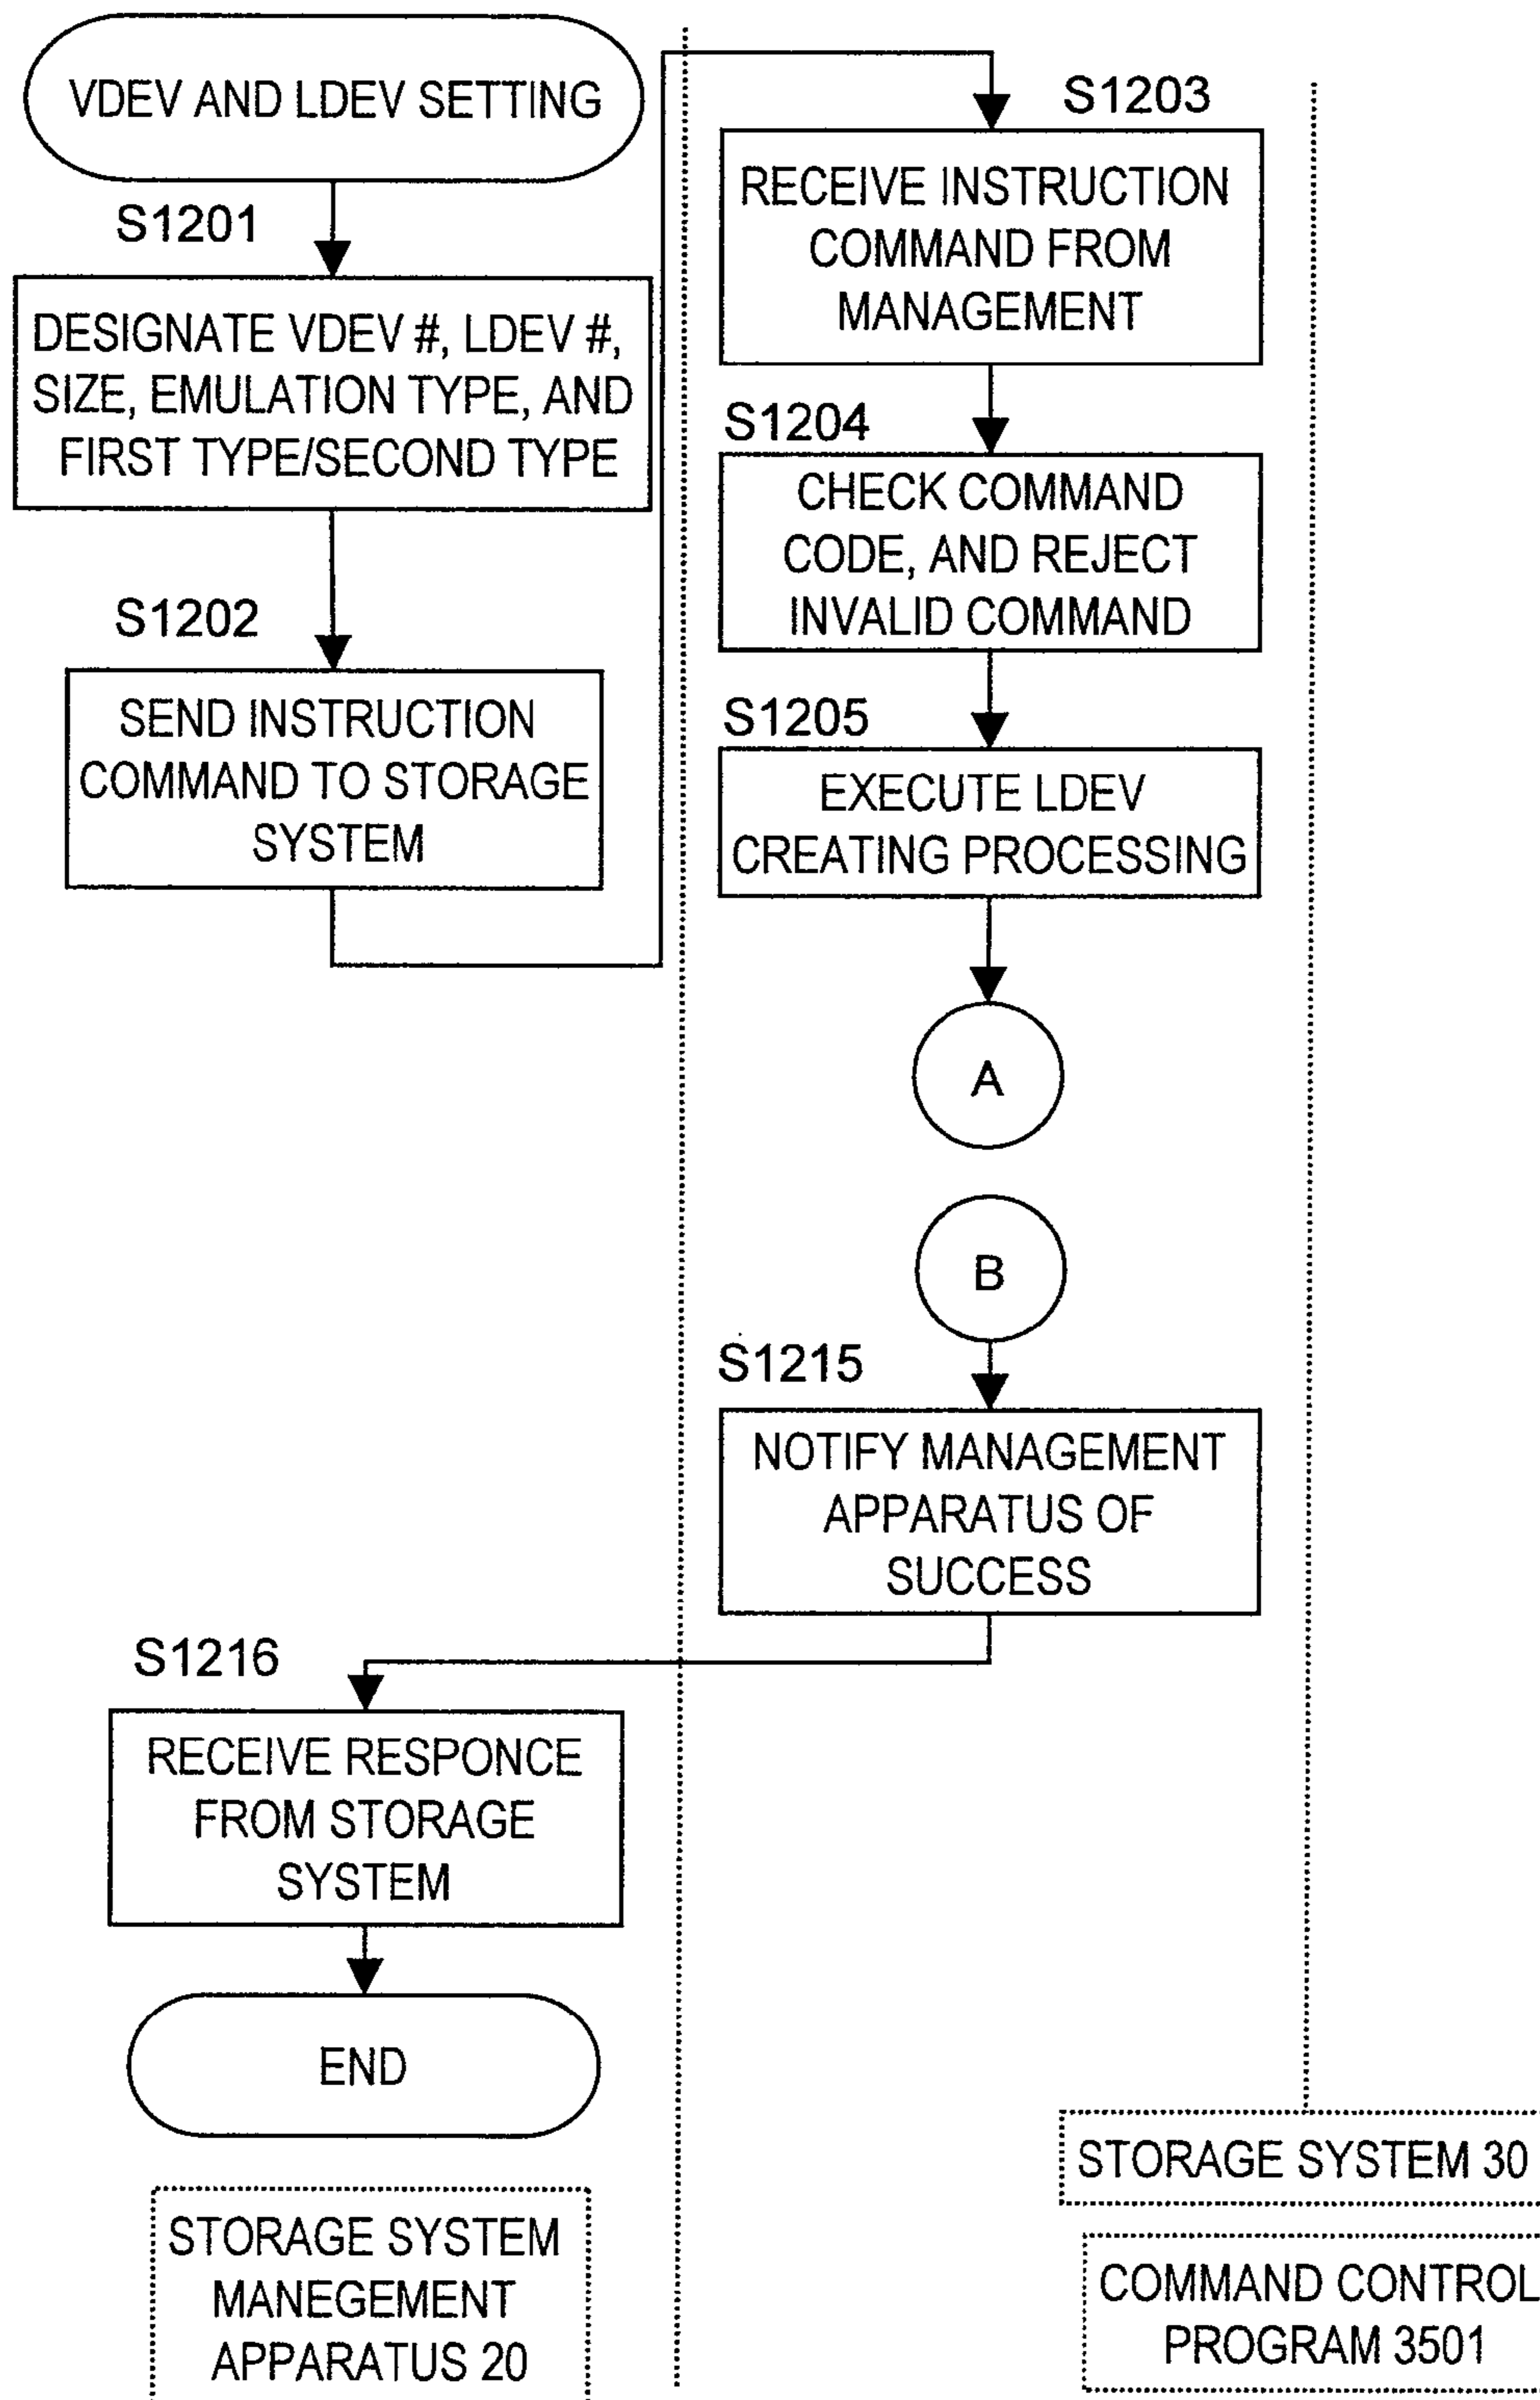 VDEV AND LDEV SETTING
S1201
DESIGNATE VDEV #, LDEV #,
SIZE, EMULATION TYPE, AND
FIRST TYPE/SECOND TYPE
S1202
SEND INSTRUCTION
COMMAND TO STORAGE
SYSTEM
S1203
RECEIVE INSTRUCTION
COMMAND FROM
MANAGEMENT
S1204
CHECK COMMAND
CODE, AND REJECT
INVALID COMMAND
S1205
EXECUTE LDEV
CREATING PROCESSING
A
B
S1215
NOTIFY MANAGEMENT
APPARATUS OF
SUCCESS
S1216
RECEIVE RESPONCE
FROM STORAGE
SYSTEM
END
STORAGE SYSTEM
MANEGEMENT
APPARATUS 20
STORAGE SYSTEM 30
COMMAND CONTROL
PROGRAM 3501